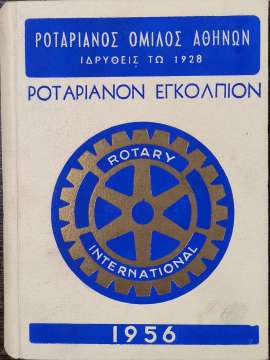 ΡΟΤΑΡΙΑΝΟΣ ΟΜΙΛΟΣ ΑΘΗΝΩΝ
ΙΔΡΥΘΕΙΣ ΤΩ 1928
ΡΟΤΑΡΙΑΝΟΝ ΕΓΚΟΛΠΙΟΝ
ROTARY
INTERNATIONAL
1956